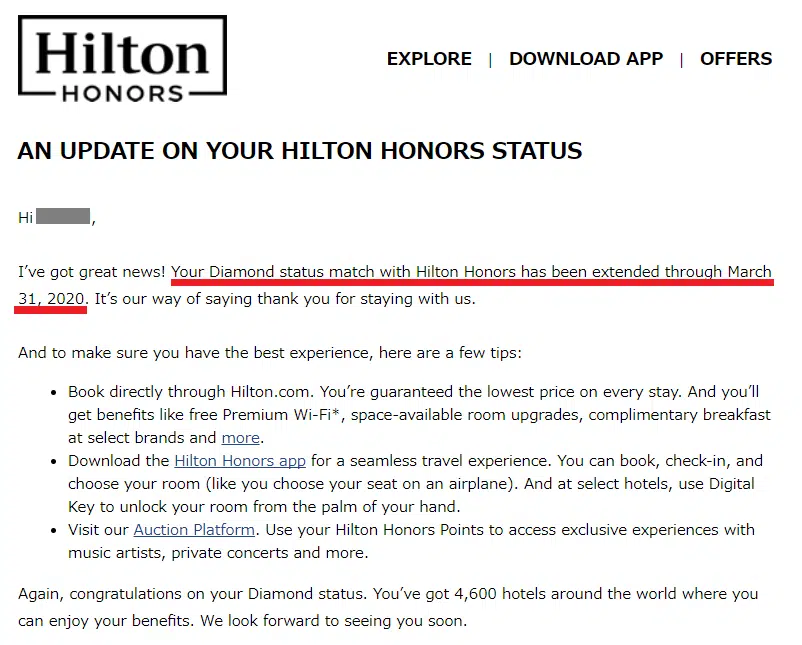 Hilton
HONORS
EXPLORE | DOWNLOAD APP | OFFERS
AN UPDATE ON YOUR HILTON HONORS STATUS
Hi ,
I’ve got great news! Your Diamond status match with Hilton Honors has been extended through March
31, 2020. It’s our way of saying thank you for staying with us.
And to make sure you have the best experience, here are a few tips:
• Book directly through Hilton.com. You’re guaranteed the lowest price on every stay. And you’ll
get benefits like free Premium Wi-Fi*, space-available room upgrades, complimentary breakfast
at select brands and more.
• Download the Hilton Honors app for a seamless travel experience. You can book, check-in, and
choose your room (like you choose your seat on an airplane). And at select hotels, use Digital
Key to unlock your room from the palm of your hand.
• Visit our Auction Platform. Use your Hilton Honors Points to access exclusive experiences with
music artists, private concerts and more.
Again, congratulations on your Diamond status. You’ve got 4,600 hotels around the world where you
can enjoy your benefits. We look forward to seeing you soon.